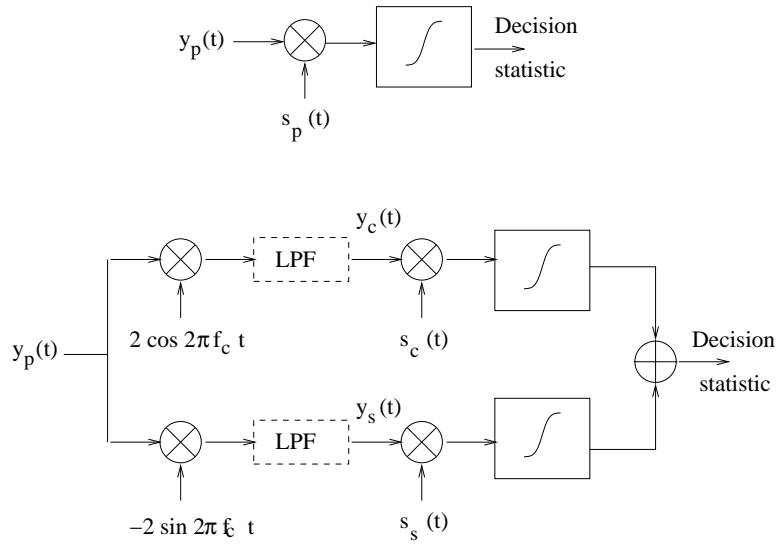 y_p(t)
Decision
statistic
s_p (t)
y_c(t)
LPF
2 cos 2π f_c t
s_c(t)
y_p(t)
Decision
statistic
y_s(t)
LPF
−2 sin 2π f_c t
s_s(t)